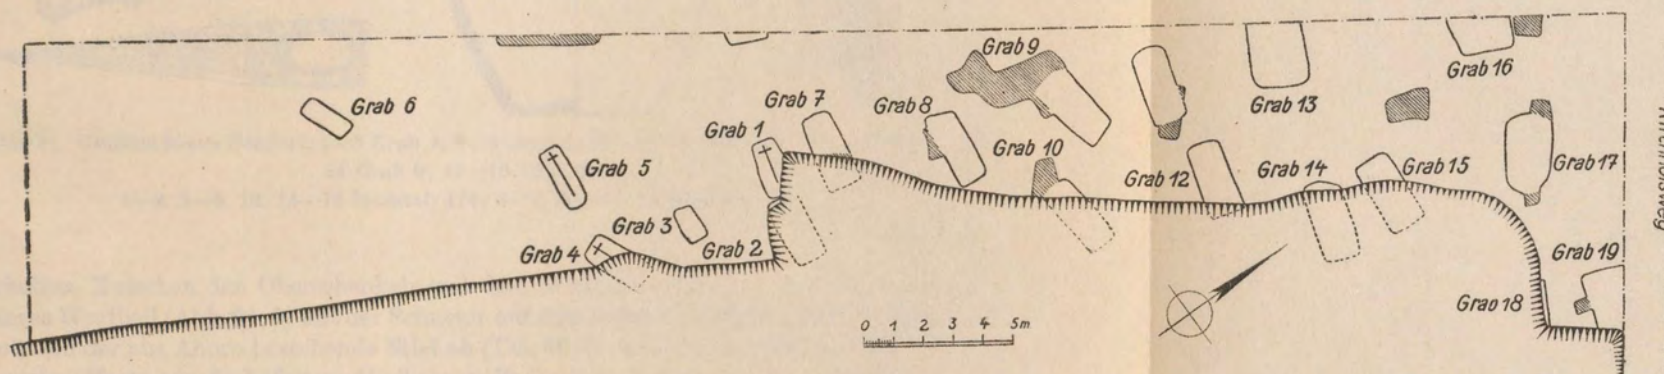 Grab 6
Grab 5
Grab 4
Grab 3
Grab 2
Grab 1
Grab 7
Grab 8
Grab 9
Grab 10
Grab 12
Grab 13
Grab 14
Grab 15
Grab 16
Grab 17
Grab 18
Grab 19
0 1 2 3 4 5m